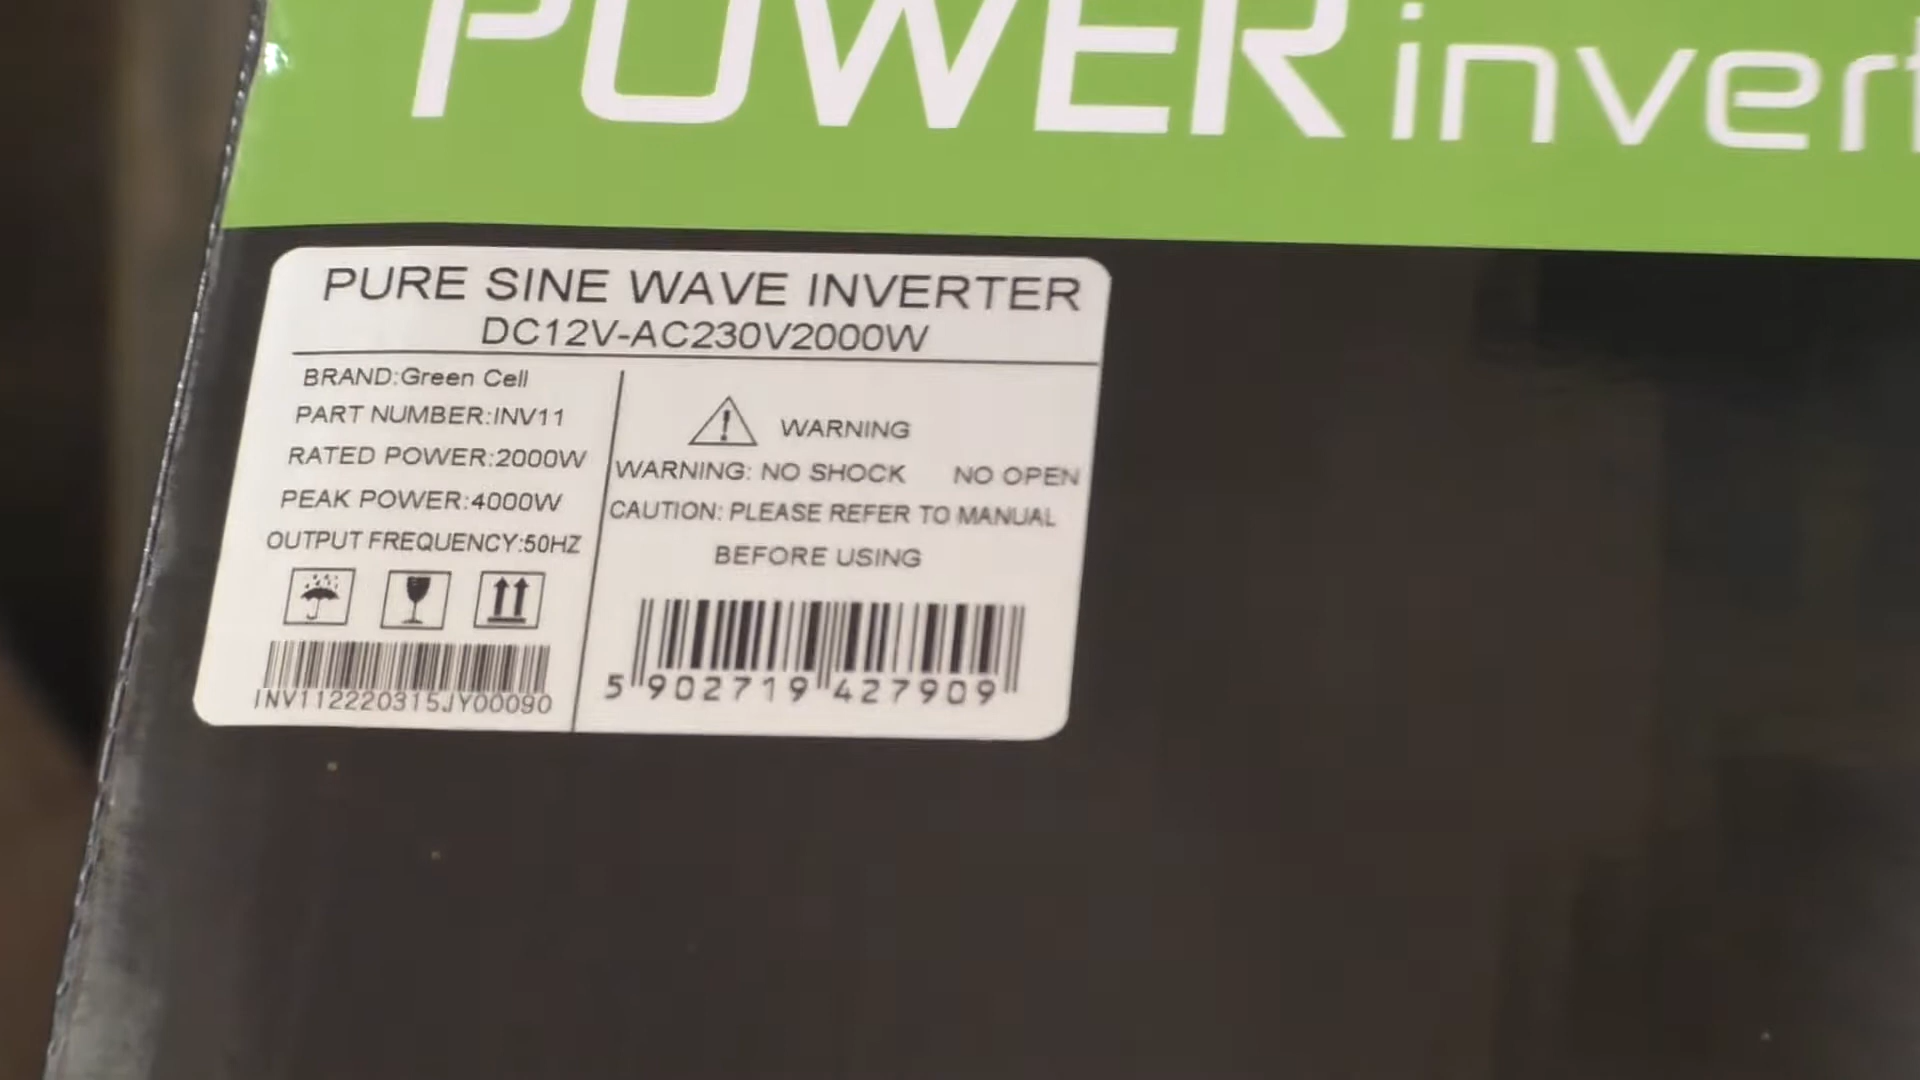 POWER invert
PURE SINE WAVE INVERTER
DC12V-AC230V2000W
BRAND:Green Cell
PART NUMBER:INV11
RATED POWER:2000W
PEAK POWER:4000W
OUTPUT FREQUENCY:50HZ
INV112220315JY00090
WARNING
WARNING: NO SHOCK NO OPEN
CAUTION: PLEASE REFER TO MANUAL
BEFORE USING
5 902719 427909